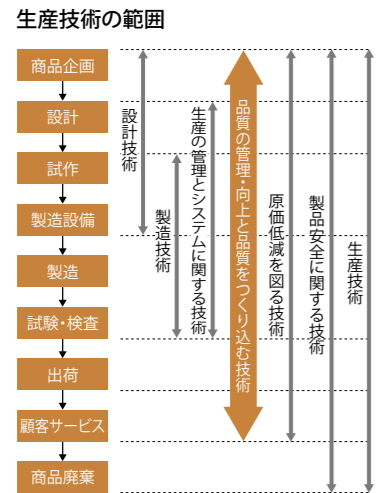 生産技術の範囲
商品企画
設計
試作
製造設備
製造
試験・検査
出荷
顧客サービス
商品廃棄
設計技術
製造技術
生産の管理とシステムに関する技術
品質の管理・向上と品質をつくり込む技術
原価低減を図る技術
製品安全に関する技術
生産技術